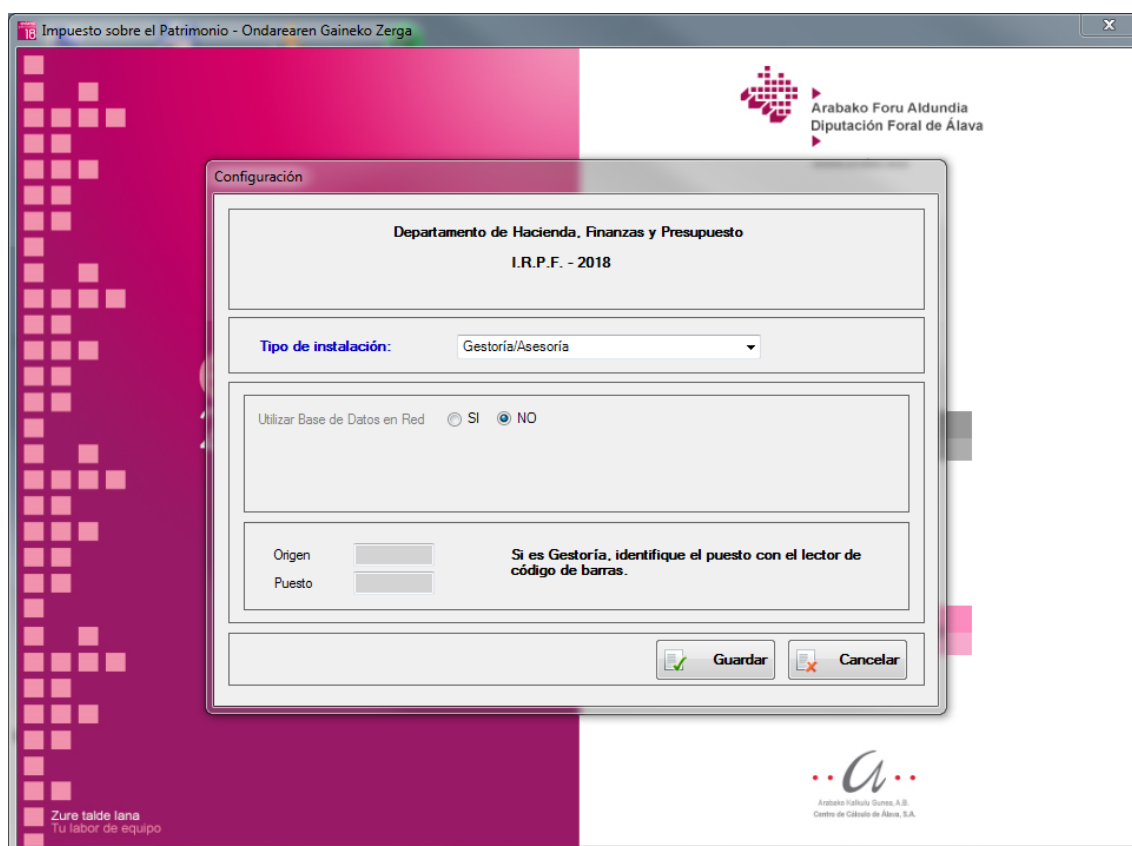 18
Impuesto sobre el Patrimonio - Ondarearen Gaineko Zerga
Arabako Foru Aldundia
Diputación Foral de Álava
Configuración
Departamento de Hacienda, Finanzas y Presupuesto
I.R.P.F. - 2018
Tipo de instalación:
Gestoría/Asesoría
Utilizar Base de Datos en Red
SI
NO
Origen
Puesto
Si es Gestoría, identifique el puesto con el lector de
código de barras.
Guardar
Cancelar
Arabako Kalkulu Gunea, A.B.
Centro de Cálculo de Álava, S.A.
Zure talde lana
Tu labor de equipo